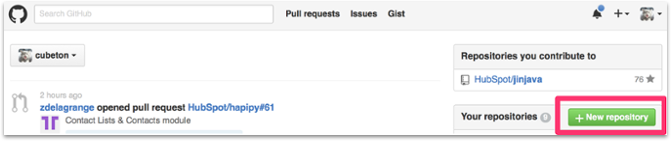 Search GitHub
Pull requests
Issues
Gist
cubeton
2 hours ago
zdelagrange opened pull request HubSpot/hapipy#61
Contact Lists & Contacts module
Repositories you contribute to
HubSpot/jinjava 76
Your repositories 0
New repository